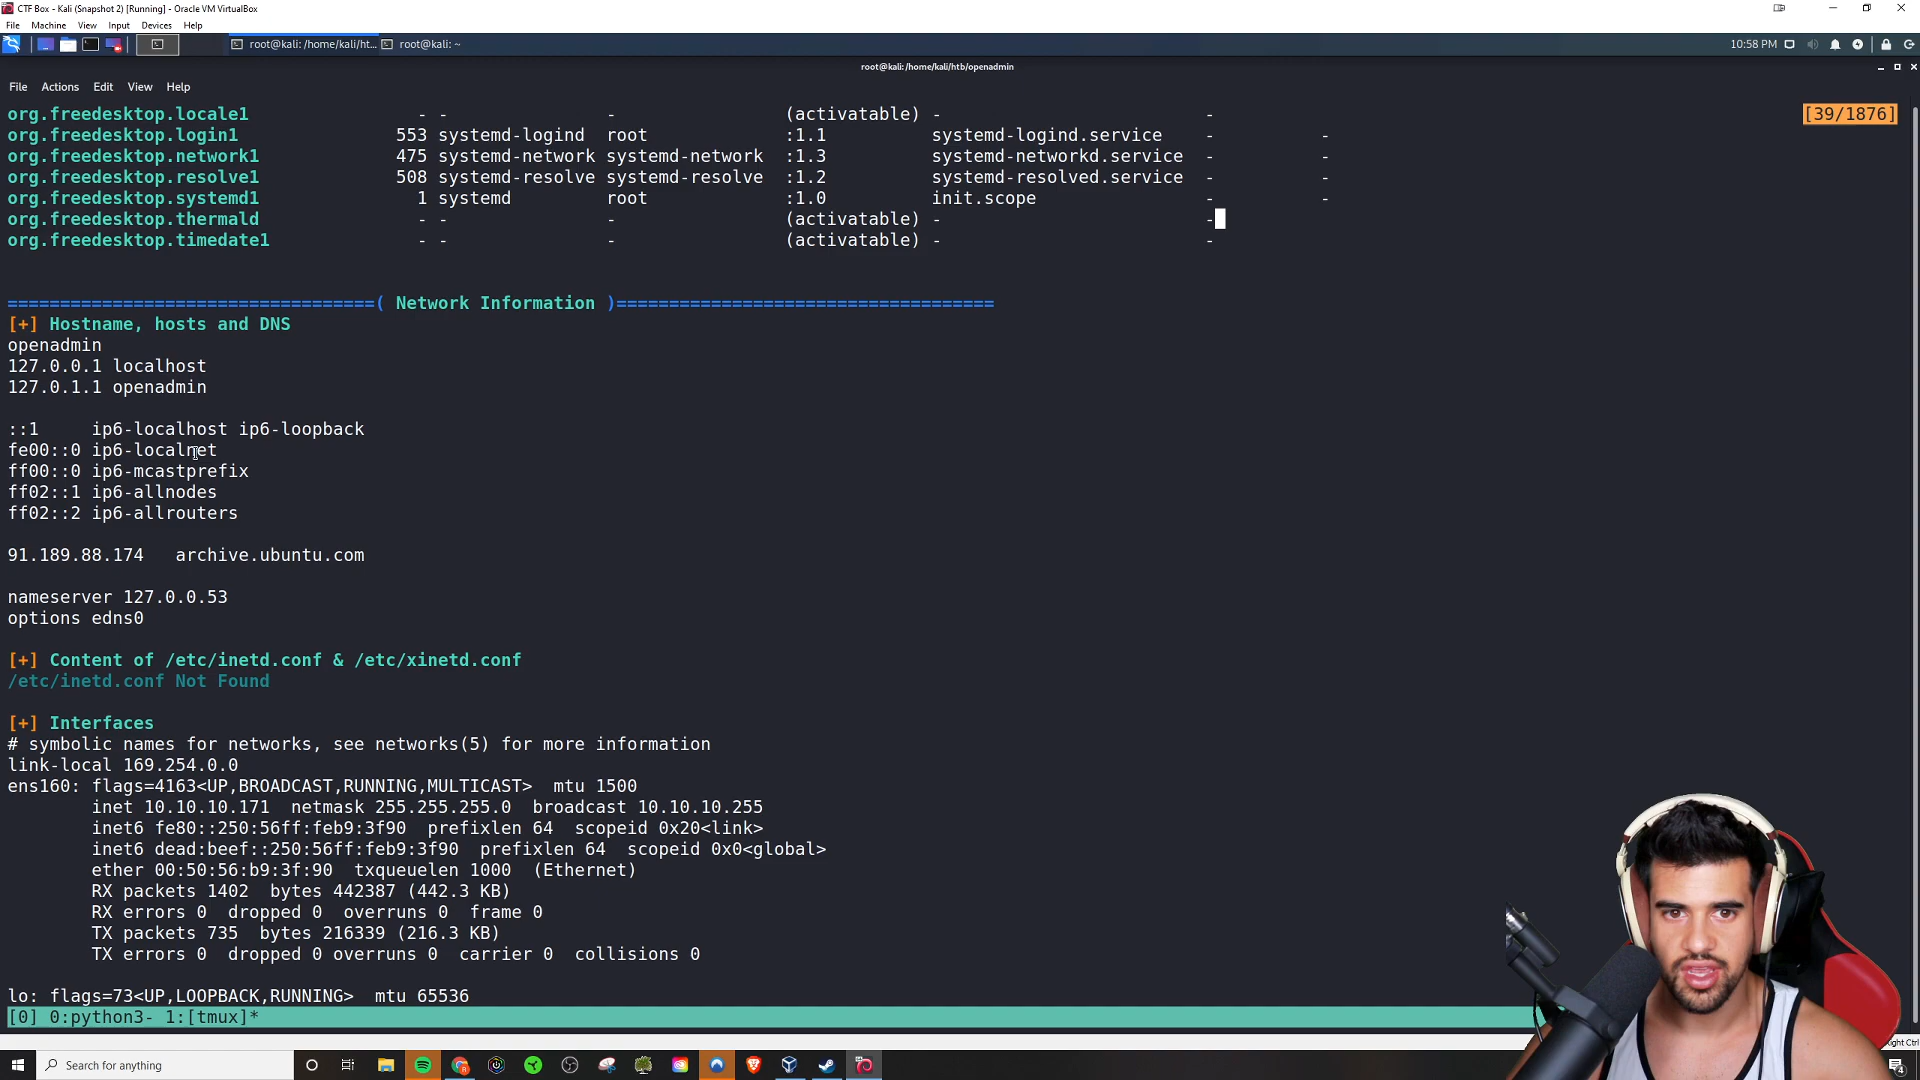 CTF Box - Kali (Snapshot 2) [Running] - Oracle VM VirtualBox
File Machine View Input Devices Help
root@kali: /home/kali/ht... root@kali: ~ 10:58 PM
root@kali: /home/kali/htb/openadmin
File Actions Edit View Help
org.freedesktop.locale1 - - - (activatable) - - [39/1876]
org.freedesktop.login1 553 systemd-logind root :1.1 systemd-logind.service - -
org.freedesktop.network1 475 systemd-network systemd-network :1.3 systemd-networkd.service - -
org.freedesktop.resolve1 508 systemd-resolve systemd-resolve :1.2 systemd-resolved.service - -
org.freedesktop.systemd1 1 systemd root :1.0 init.scope - -
org.freedesktop.thermald - - - (activatable) - -
org.freedesktop.timedate1 - - - (activatable) - -
===================================( Network Information )====================================
[+] Hostname, hosts and DNS
openadmin
127.0.0.1 localhost
127.0.1.1 openadmin
::1 ip6-localhost ip6-loopback
fe00::0 ip6-localnet
ff00::0 ip6-mcastprefix
ff02::1 ip6-allnodes
ff02::2 ip6-allrouters
91.189.88.174 archive.ubuntu.com
nameserver 127.0.0.53
options edns0
[+] Content of /etc/inetd.conf & /etc/xinetd.conf
/etc/inetd.conf Not Found
[+] Interfaces
# symbolic names for networks, see networks(5) for more information
link-local 169.254.0.0
ens160: flags=4163<UP,BROADCAST,RUNNING,MULTICAST> mtu 1500
inet 10.10.10.171 netmask 255.255.255.0 broadcast 10.10.10.255
inet6 fe80::250:56ff:feb9:3f90 prefixlen 64 scopeid 0x20<link>
inet6 dead:beef::250:56ff:feb9:3f90 prefixlen 64 scopeid 0x0<global>
ether 00:50:56:b9:3f:90 txqueuelen 1000 (Ethernet)
RX packets 1402 bytes 442387 (442.3 KB)
RX errors 0 dropped 0 overruns 0 frame 0
TX packets 735 bytes 216339 (216.3 KB)
TX errors 0 dropped 0 overruns 0 carrier 0 collisions 0
lo: flags=73<UP,LOOPBACK,RUNNING> mtu 65536
[0] 0:python3- 1:[tmux]*
Right Ctrl
Search for anything
4